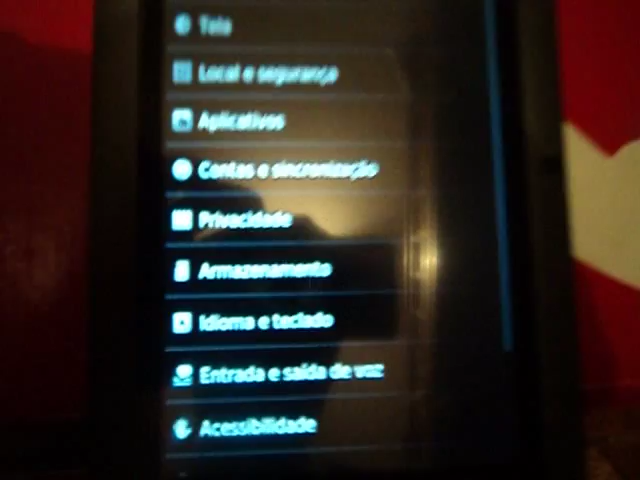 Tela
Local e segurança
Aplicativos
Contas e sincronização
Privacidade
Armazenamento
Idioma e teclado
Entrada e saída de voz
Acessibilidade